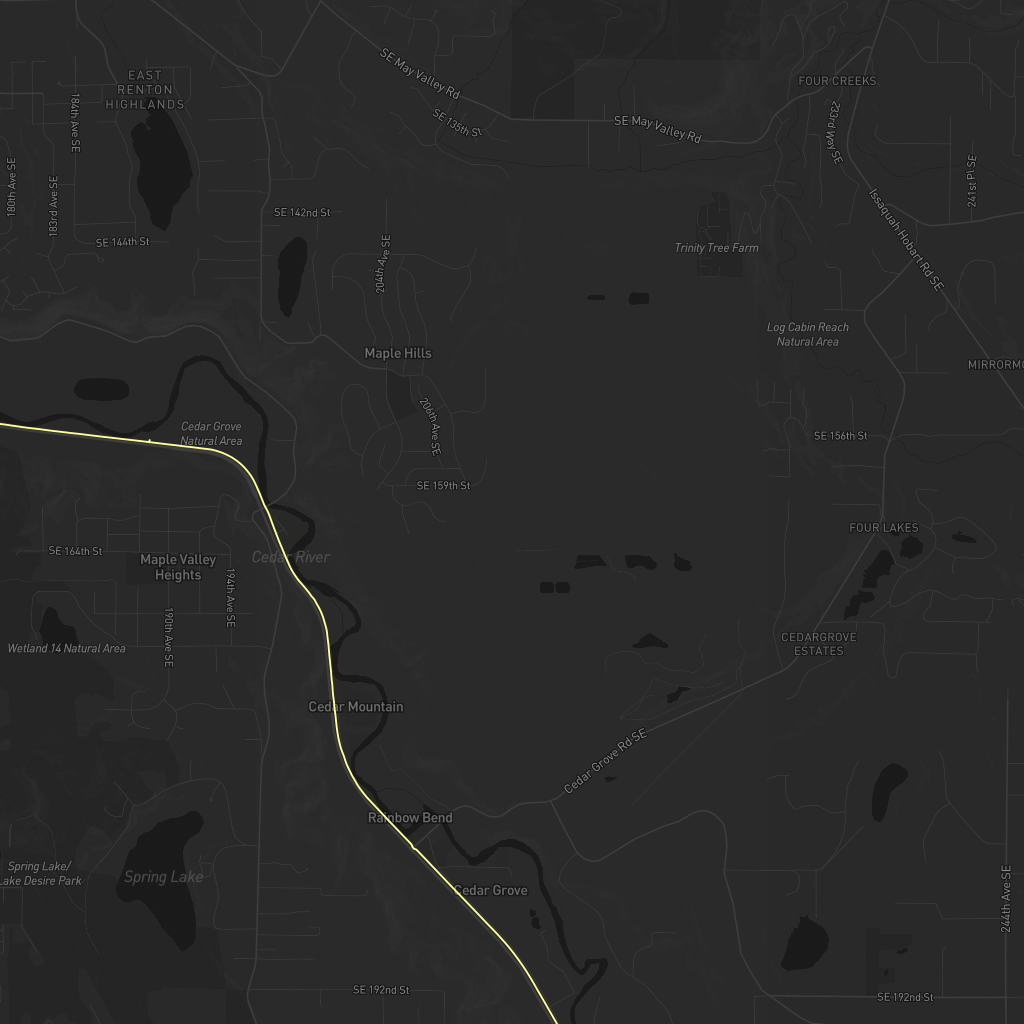 SE May Valley Rd
EAST
RENTON
HIGHLANDS
FOUR CREEKS
184th Ave SE
SE 135th St
SE May Valley Rd
233rd Way SE
180th Ave SE
183rd Ave SE
241st Pl SE
SE 142nd St
Issaquah Hobart Rd SE
SE 144th St
204th Ave SE
Trinity Tree Farm
Log Cabin Reach
Natural Area
Maple Hills
MIRRORMO
206th Ave SE
Cedar Grove
Natural Area
SE 156th St
SE 159th St
FOUR LAKES
SE 164th St
Cedar River
Maple Valley
Heights
194th Ave SE
190th Ave SE
Wetland 14 Natural Area
CEDARGROVE
ESTATES
Cedar Mountain
Cedar Grove Rd SE
Rainbow Bend
Spring Lake/
Lake Desire Park
Spring Lake
Cedar Grove
244th Ave SE
SE 192nd St
SE 192nd St